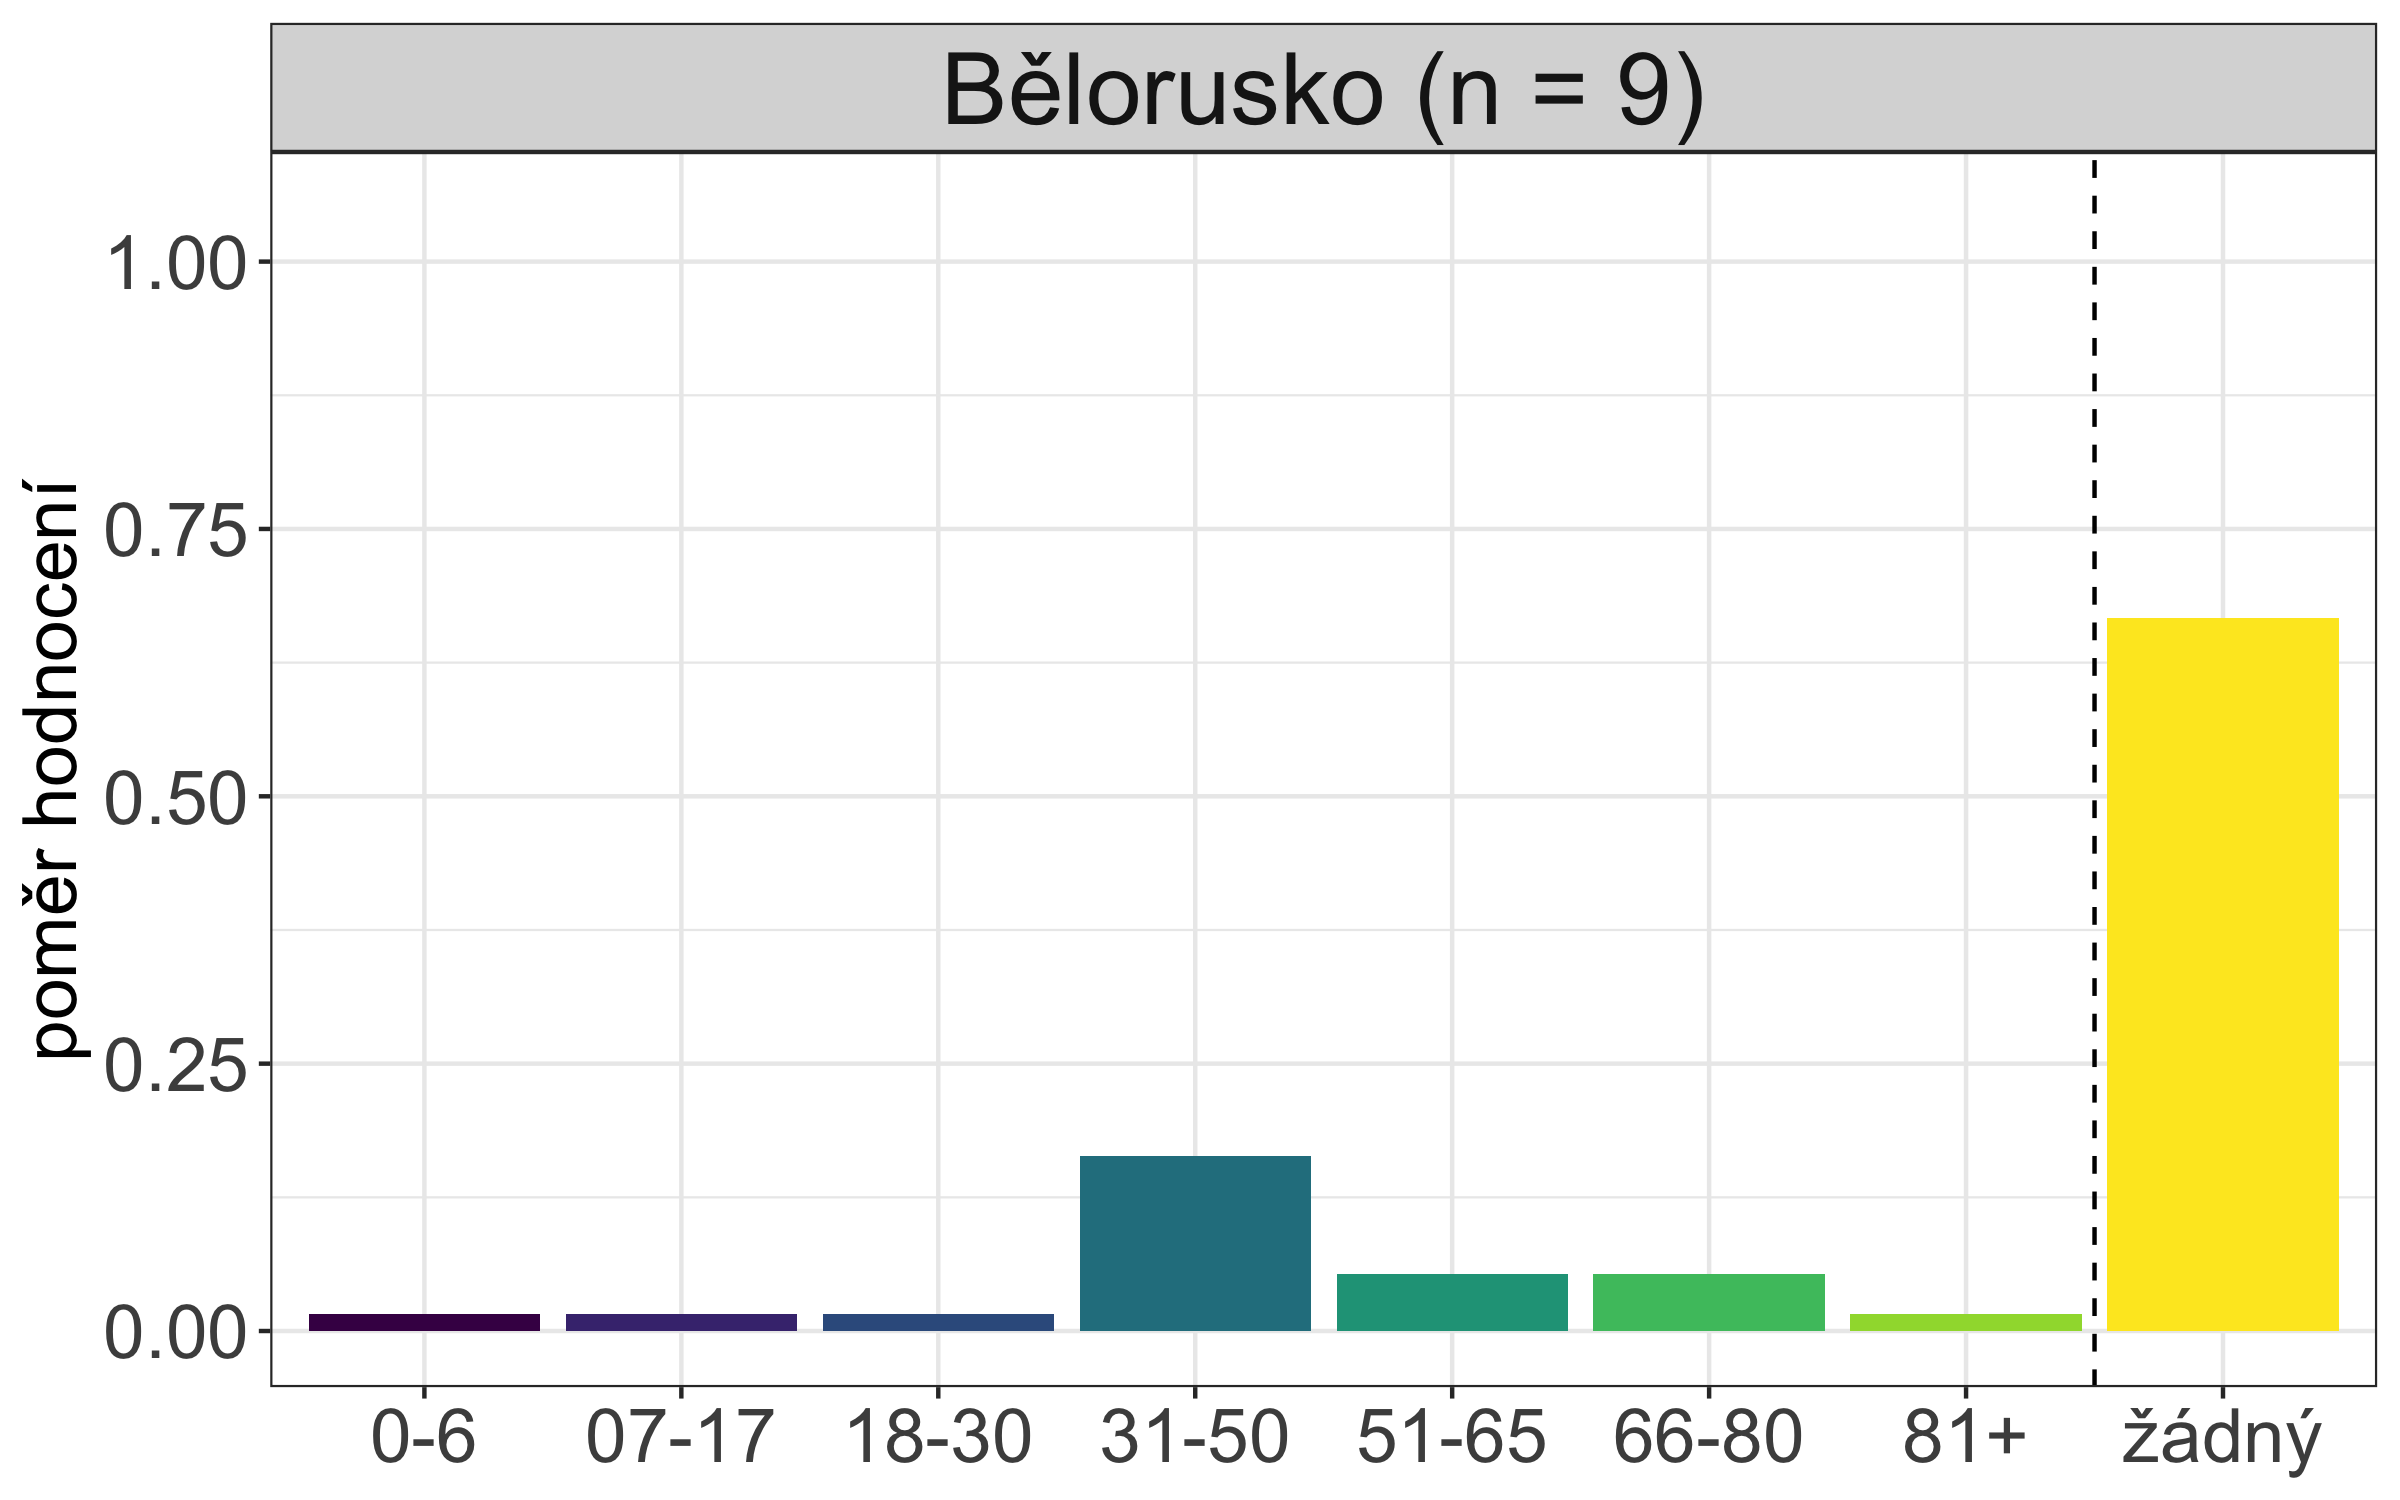 Bělorusko (n = 9)
poměr hodnocení
1.00
0.75
0.50
0.25
0.00
0-6 07-17 18-30 31-50 51-65 66-80 81+ žádný